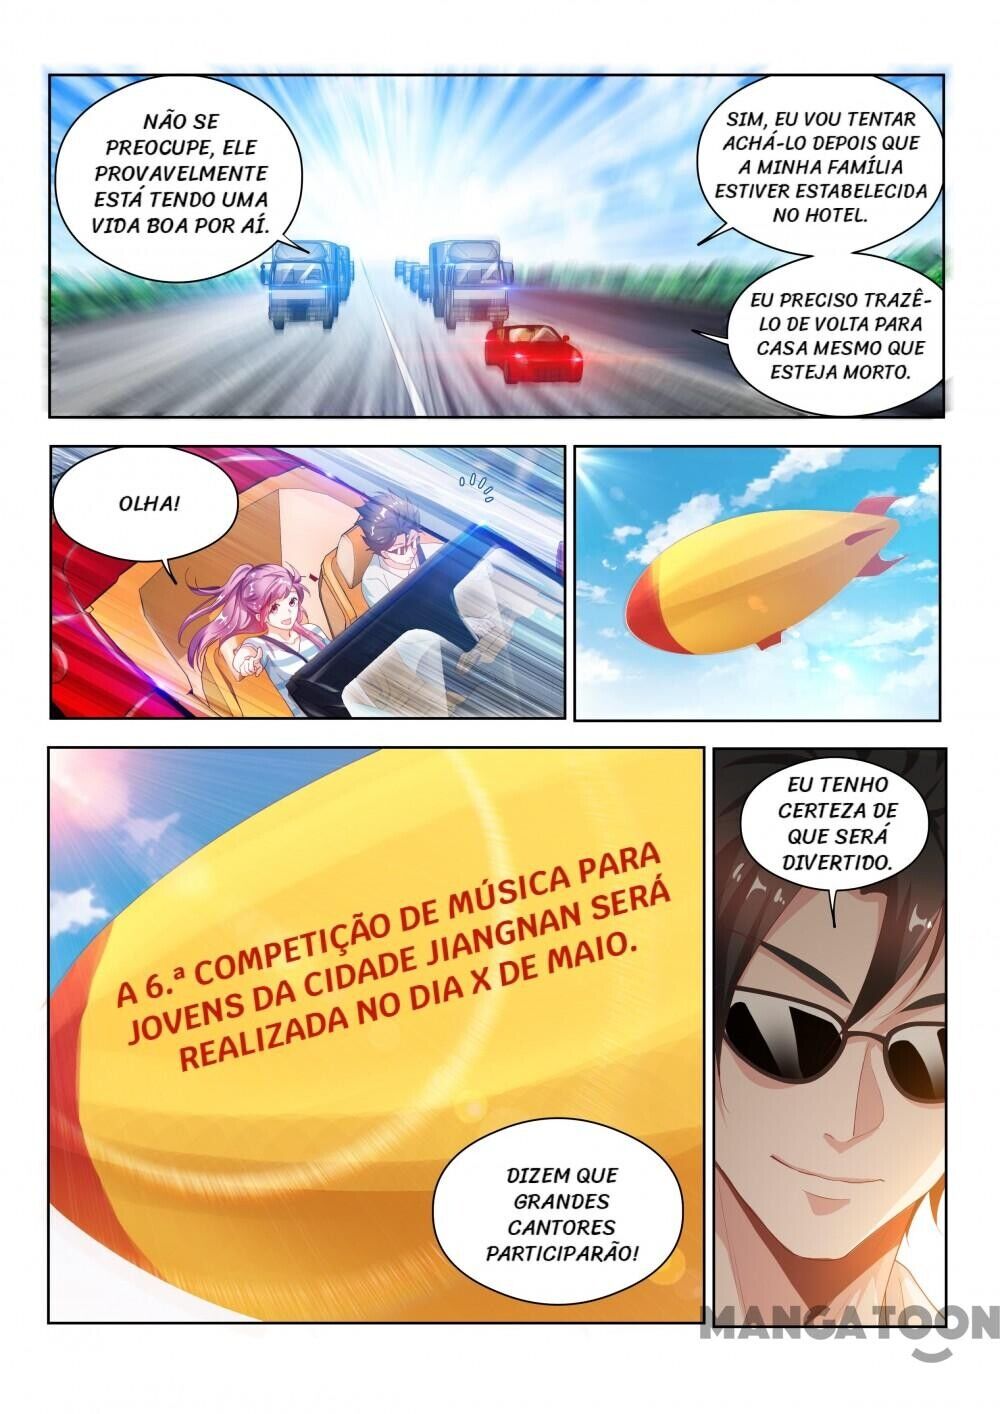 NÃO SE
PREOCUPE, ELE
PROVAVELMENTE
ESTÁ TENDO UMA
VIDA BOA POR AÍ.
SIM, EU VOU TENTAR
ACHÁ-LO DEPOIS QUE
A MINHA FAMÍLIA
ESTIVER ESTABELECIDA
NO HOTEL.
EU PRECISO TRAZÊ-
LO DE VOLTA PARA
CASA MESMO QUE
ESTEJA MORTO.
OLHA!
A 6.ª COMPETIÇÃO DE MÚSICA PARA
JOVENS DA CIDADE JIANGNAN SERÁ
REALIZADA NO DIA X DE MAIO.
DIZEM QUE
GRANDES
CANTORES
PARTICIPARÃO!
EU TENHO
CERTEZA DE
QUE SERÁ
DIVERTIDO.
MANGATOON